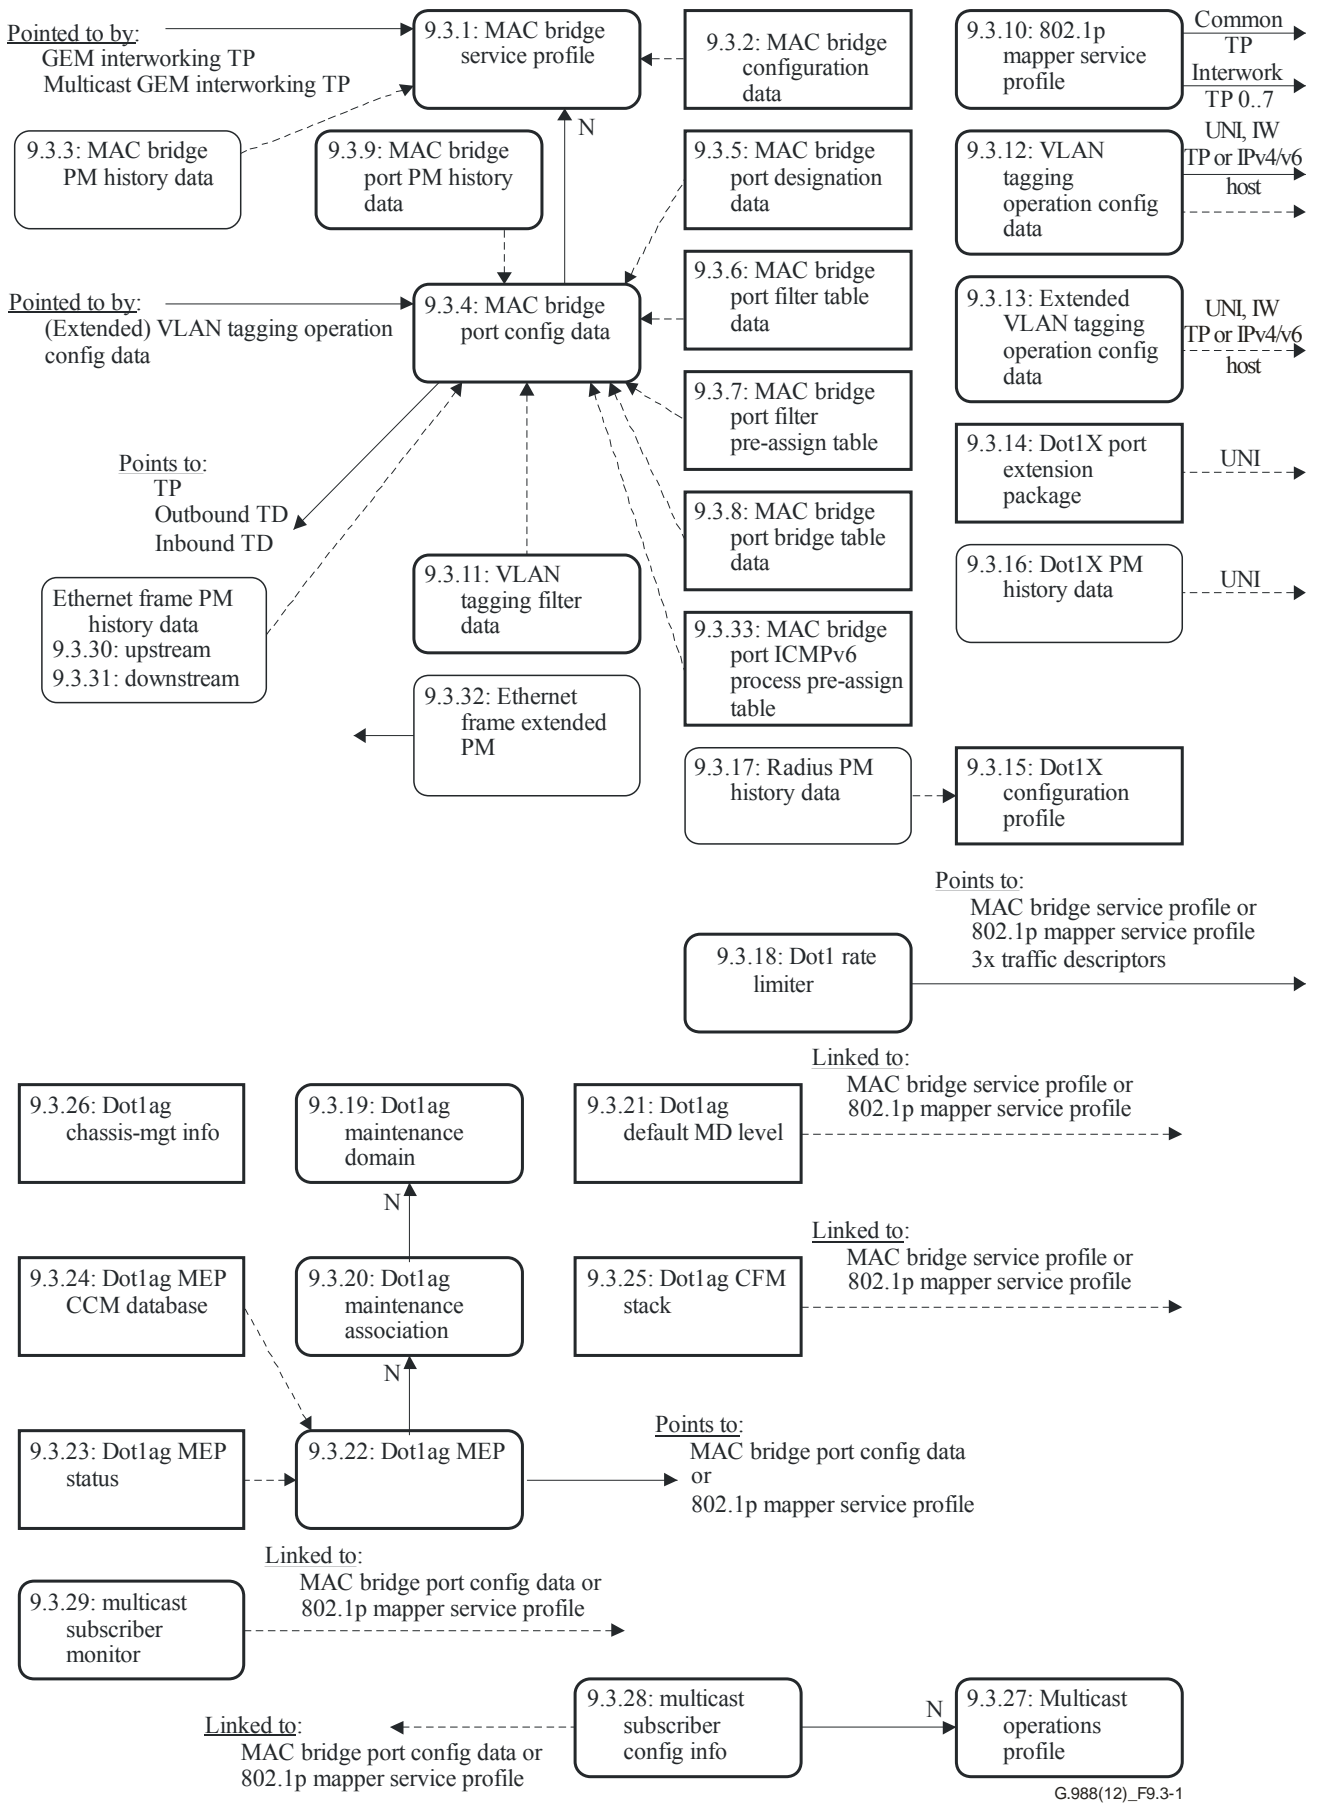 Pointed to by:
GEM interworking TP
Multicast GEM interworking TP
9.3.1: MAC bridge
service profile
9.3.2: MAC bridge
configuration
data
9.3.10: 802.1p
mapper service
profile
Common
TP
Interwork
TP 0..7
9.3.3: MAC bridge
PM history data
9.3.9: MAC bridge
port PM history
data
N
9.3.5: MAC bridge
port designation
data
9.3.12: VLAN
tagging
operation config
data
UNI, IW
TP or IPv4/v6
host
Pointed to by:
(Extended) VLAN tagging operation
config data
9.3.4: MAC bridge
port config data
9.3.6: MAC bridge
port filter table
data
9.3.13: Extended
VLAN tagging
operation config
data
UNI, IW
TP or IPv4/v6
host
9.3.7: MAC bridge
port filter
pre-assign table
9.3.14: Dot1X port
extension
package
UNI
Points to:
TP
Outbound TD
Inbound TD
9.3.8: MAC bridge
port bridge table
data
9.3.16: Dot1X PM
history data
UNI
Ethernet frame PM
history data
9.3.30: upstream
9.3.31: downstream
9.3.11: VLAN
tagging filter
data
9.3.33: MAC bridge
port ICMPv6
process pre-assign
table
9.3.32: Ethernet
frame extended
PM
9.3.17: Radius PM
history data
9.3.15: Dot1X
configuration
profile
Points to:
MAC bridge service profile or
802.1p mapper service profile
3x traffic descriptors
9.3.18: Dot1 rate
limiter
Linked to:
MAC bridge service profile or
802.1p mapper service profile
9.3.26: Dot1ag
chassis-mgt info
9.3.19: Dot1ag
maintenance
domain
9.3.21: Dot1ag
default MD level
N
Linked to:
MAC bridge service profile or
802.1p mapper service profile
9.3.24: Dot1ag MEP
CCM database
9.3.20: Dot1ag
maintenance
association
9.3.25: Dot1ag CFM
stack
N
9.3.23: Dot1ag MEP
status
9.3.22: Dot1ag MEP
Points to:
MAC bridge port config data
or
802.1p mapper service profile
Linked to:
MAC bridge port config data or
802.1p mapper service profile
9.3.29: multicast
subscriber
monitor
Linked to:
MAC bridge port config data or
802.1p mapper service profile
9.3.28: multicast
subscriber
config info
N
9.3.27: Multicast
operations
profile
G.988(12)_F9.3-1